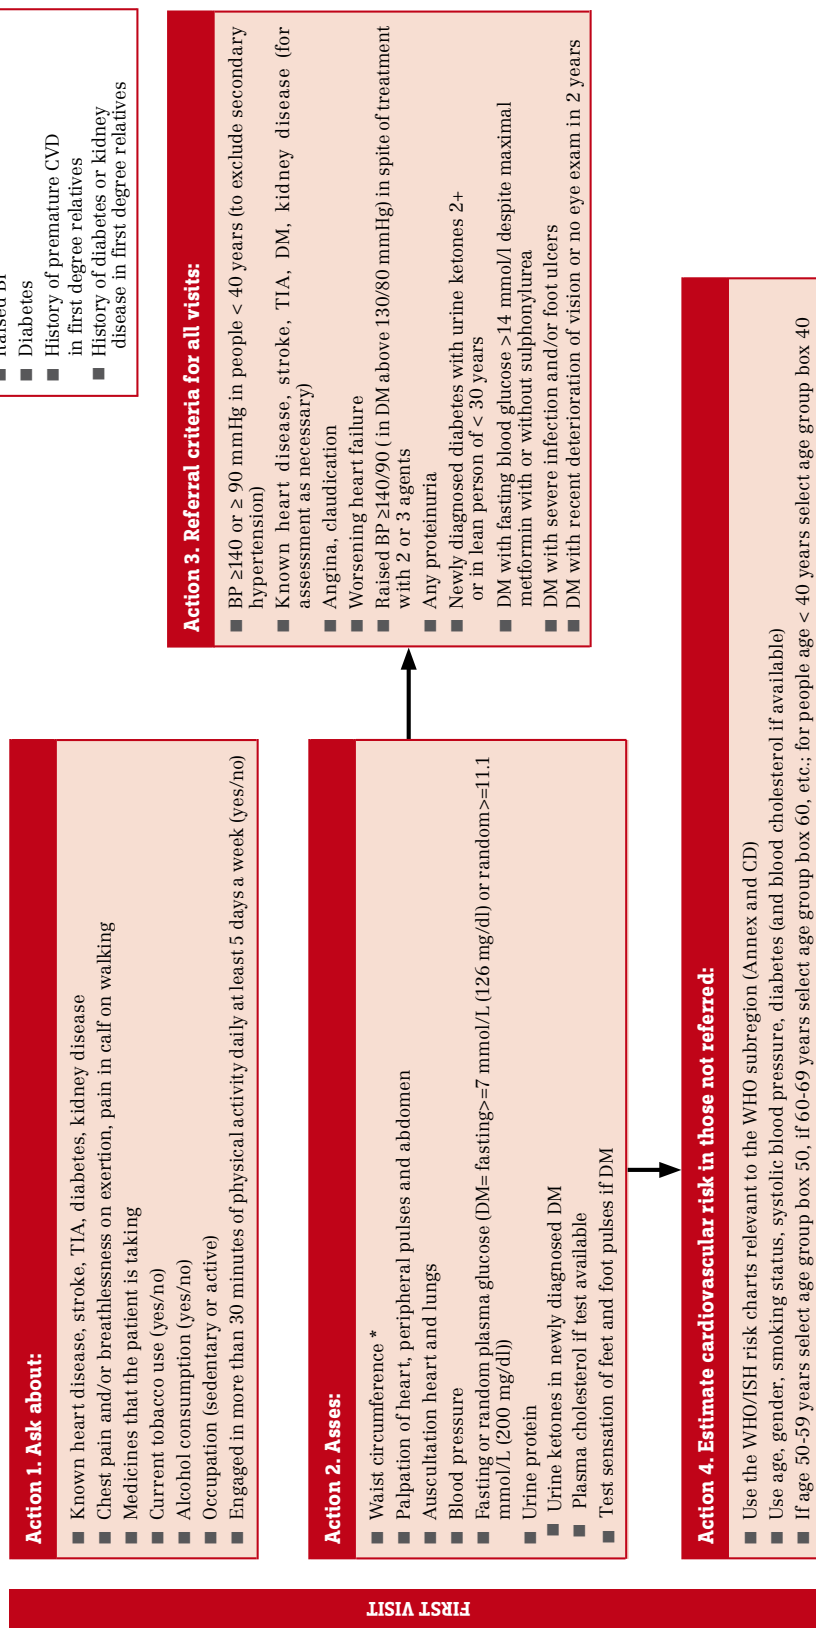 Raised BP
■ Diabetes
■ History of premature CVD
in first degree relatives
■ History of diabetes or kidney
disease in first degree relatives
FIRST VISIT
Action 1. Ask about:
■ Known heart disease, stroke, TIA, diabetes, kidney disease
■ Chest pain and/or breathlessness on exertion, pain in calf on walking
■ Medicines that the patient is taking
■ Current tobacco use (yes/no)
■ Alcohol consumption (yes/no)
■ Occupation (sedentary or active)
■ Engaged in more than 30 minutes of physical activity daily at least 5 days a week (yes/no)
Action 2. Asses:
■ Waist circumference *
■ Palpation of heart, peripheral pulses and abdomen
■ Auscultation heart and lungs
■ Blood pressure
■ Fasting or random plasma glucose (DM= fasting>=7 mmol/L (126 mg/dl) or random>=11.1
mmol/L (200 mg/dl))
■ Urine protein
■ Urine ketones in newly diagnosed DM
■ Plasma cholesterol if test available
■ Test sensation of feet and foot pulses if DM
Action 3. Referral criteria for all visits:
■ BP ≥140 or ≥ 90 mmHg in people < 40 years (to exclude secondary
hypertension)
■ Known heart disease, stroke, TIA, DM, kidney disease (for
assessment as necessary)
■ Angina, claudication
■ Worsening heart failure
■ Raised BP ≥140/90 ( in DM above 130/80 mmHg) in spite of treatment
with 2 or 3 agents
■ Any proteinuria
■ Newly diagnosed diabetes with urine ketones 2+
or in lean person of < 30 years
■ DM with fasting blood glucose >14 mmol/l despite maximal
metformin with or without sulphonylurea
■ DM with severe infection and/or foot ulcers
■ DM with recent deterioration of vision or no eye exam in 2 years
Action 4. Estimate cardiovascular risk in those not referred:
■ Use the WHO/ISH risk charts relevant to the WHO subregion (Annex and CD)
■ Use age, gender, smoking status, systolic blood pressure, diabetes (and blood cholesterol if available)
■ If age 50-59 years select age group box 50, if 60-69 years select age group box 60, etc.; for people age < 40 years select age group box 40